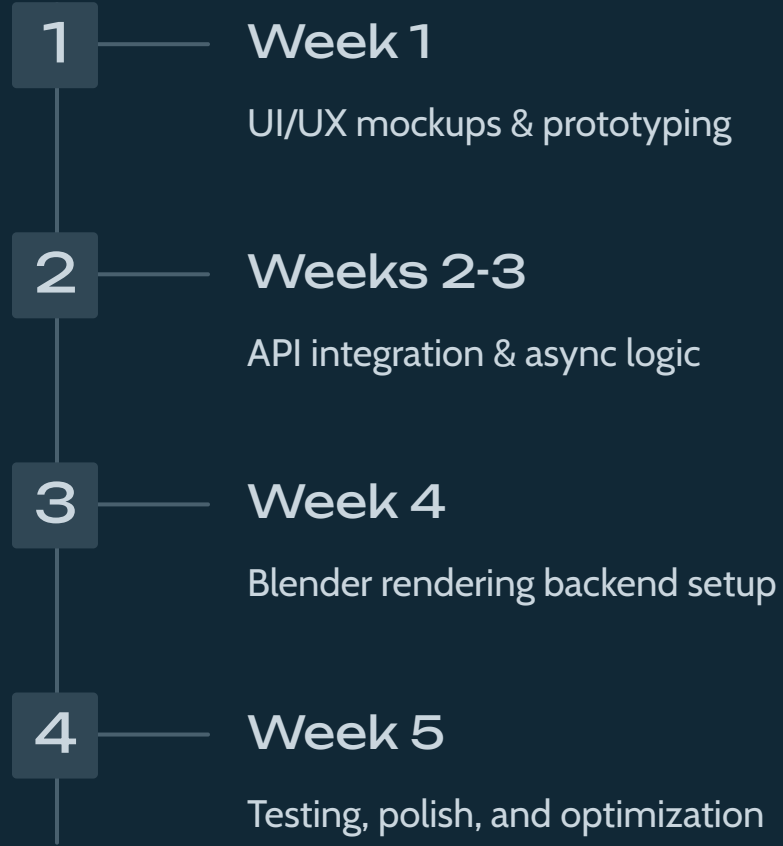 1
Week 1
UI/UX mockups & prototyping
2
Weeks 2-3
API integration & async logic
3
Week 4
Blender rendering backend setup
4
Week 5
Testing, polish, and optimization